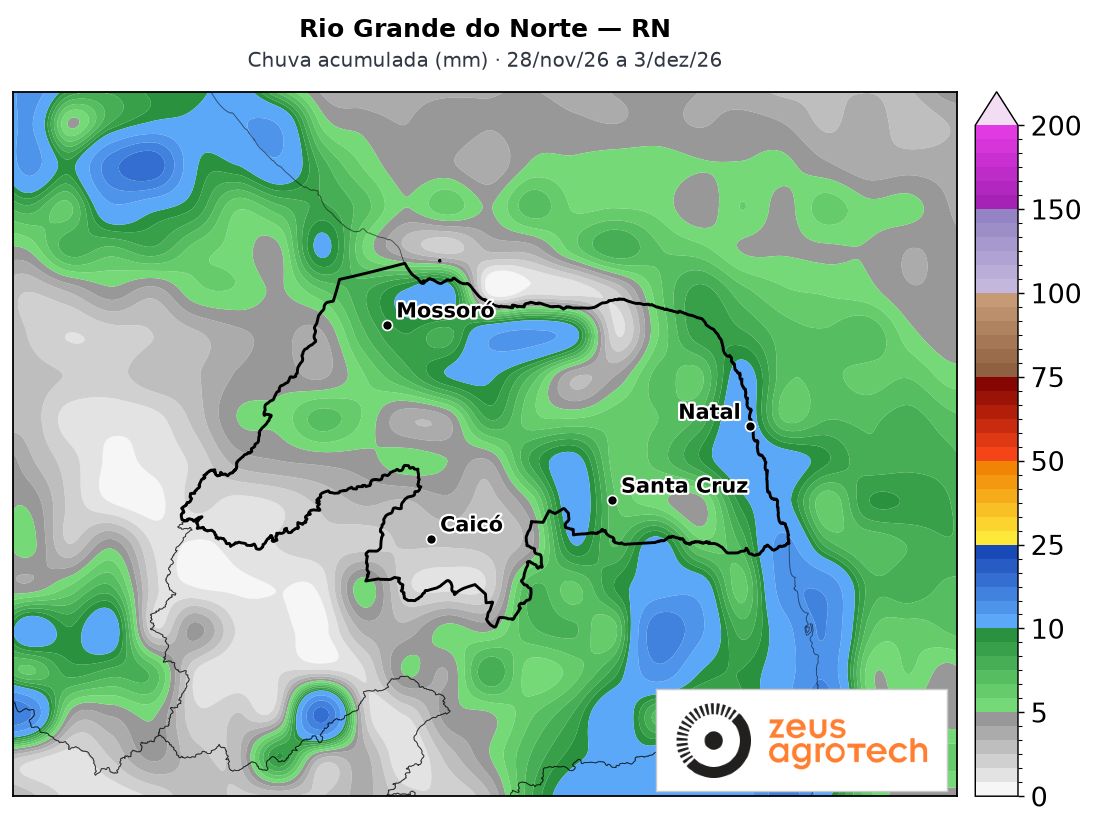 Rio Grande do Norte — RN
Chuva acumulada (mm) · 28/nov/26 a 3/dez/26
200
150
100
75
50
25
10
5
0
Mossoró
Natal
Santa Cruz
Caicó
zeus
agrotech